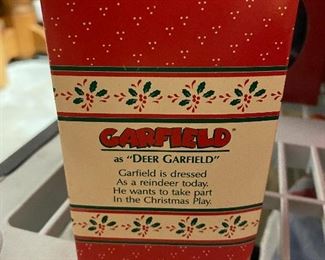 GARFIELD
as "DEER GARFIELD"
Garfield is dressed
As a reindeer today.
He wants to take part
In the Christmas Play.